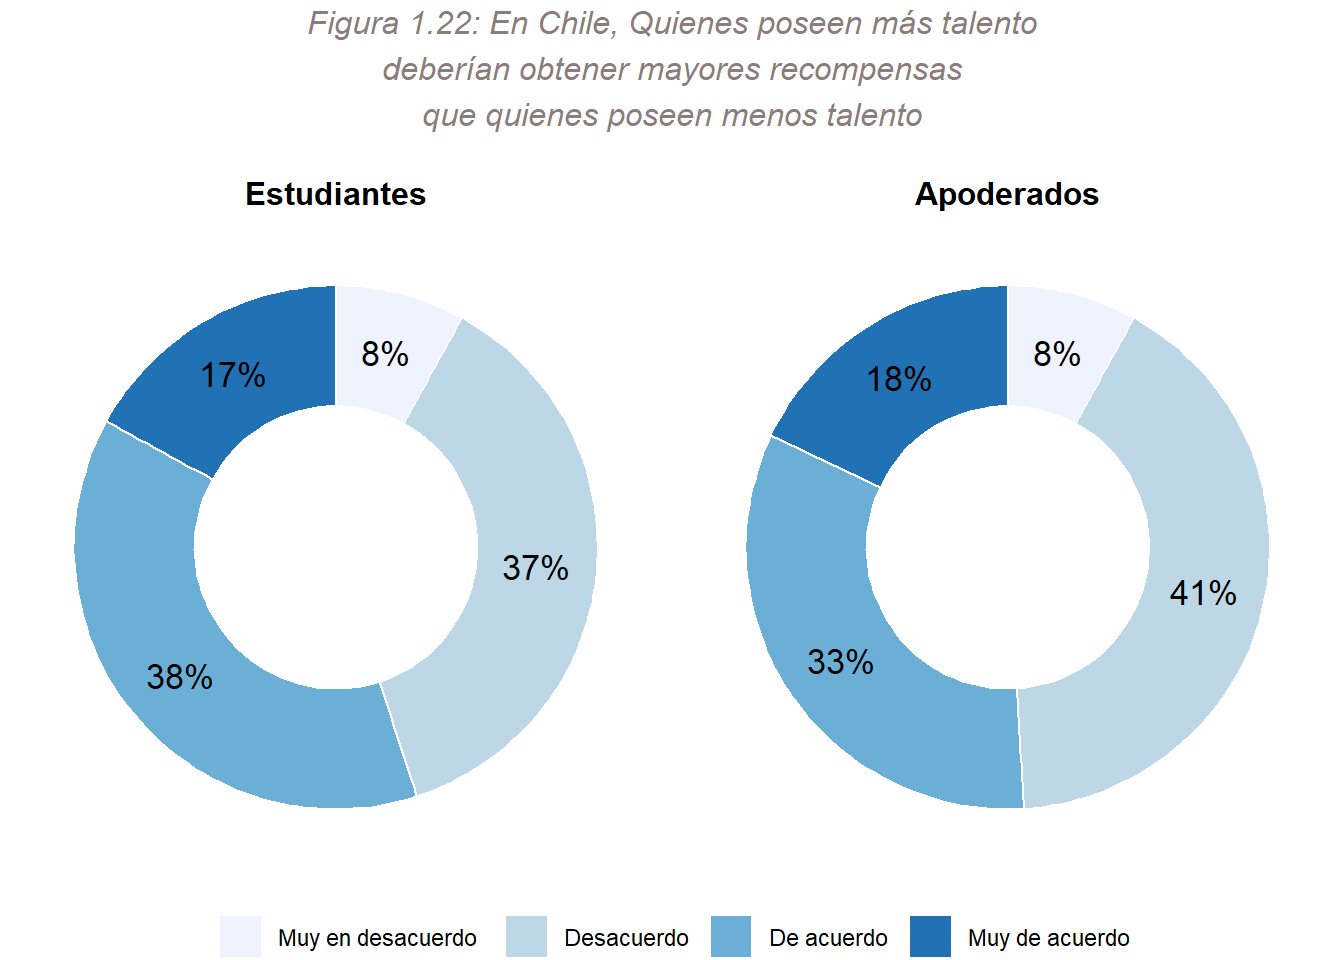 Figura 1.22: En Chile, Quienes poseen más talento
deberían obtener mayores recompensas
que quienes poseen menos talento
Estudiantes
Apoderados
8%
17%
37%
38%
8%
18%
41%
33%
Muy en desacuerdo
Desacuerdo
De acuerdo
Muy de acuerdo